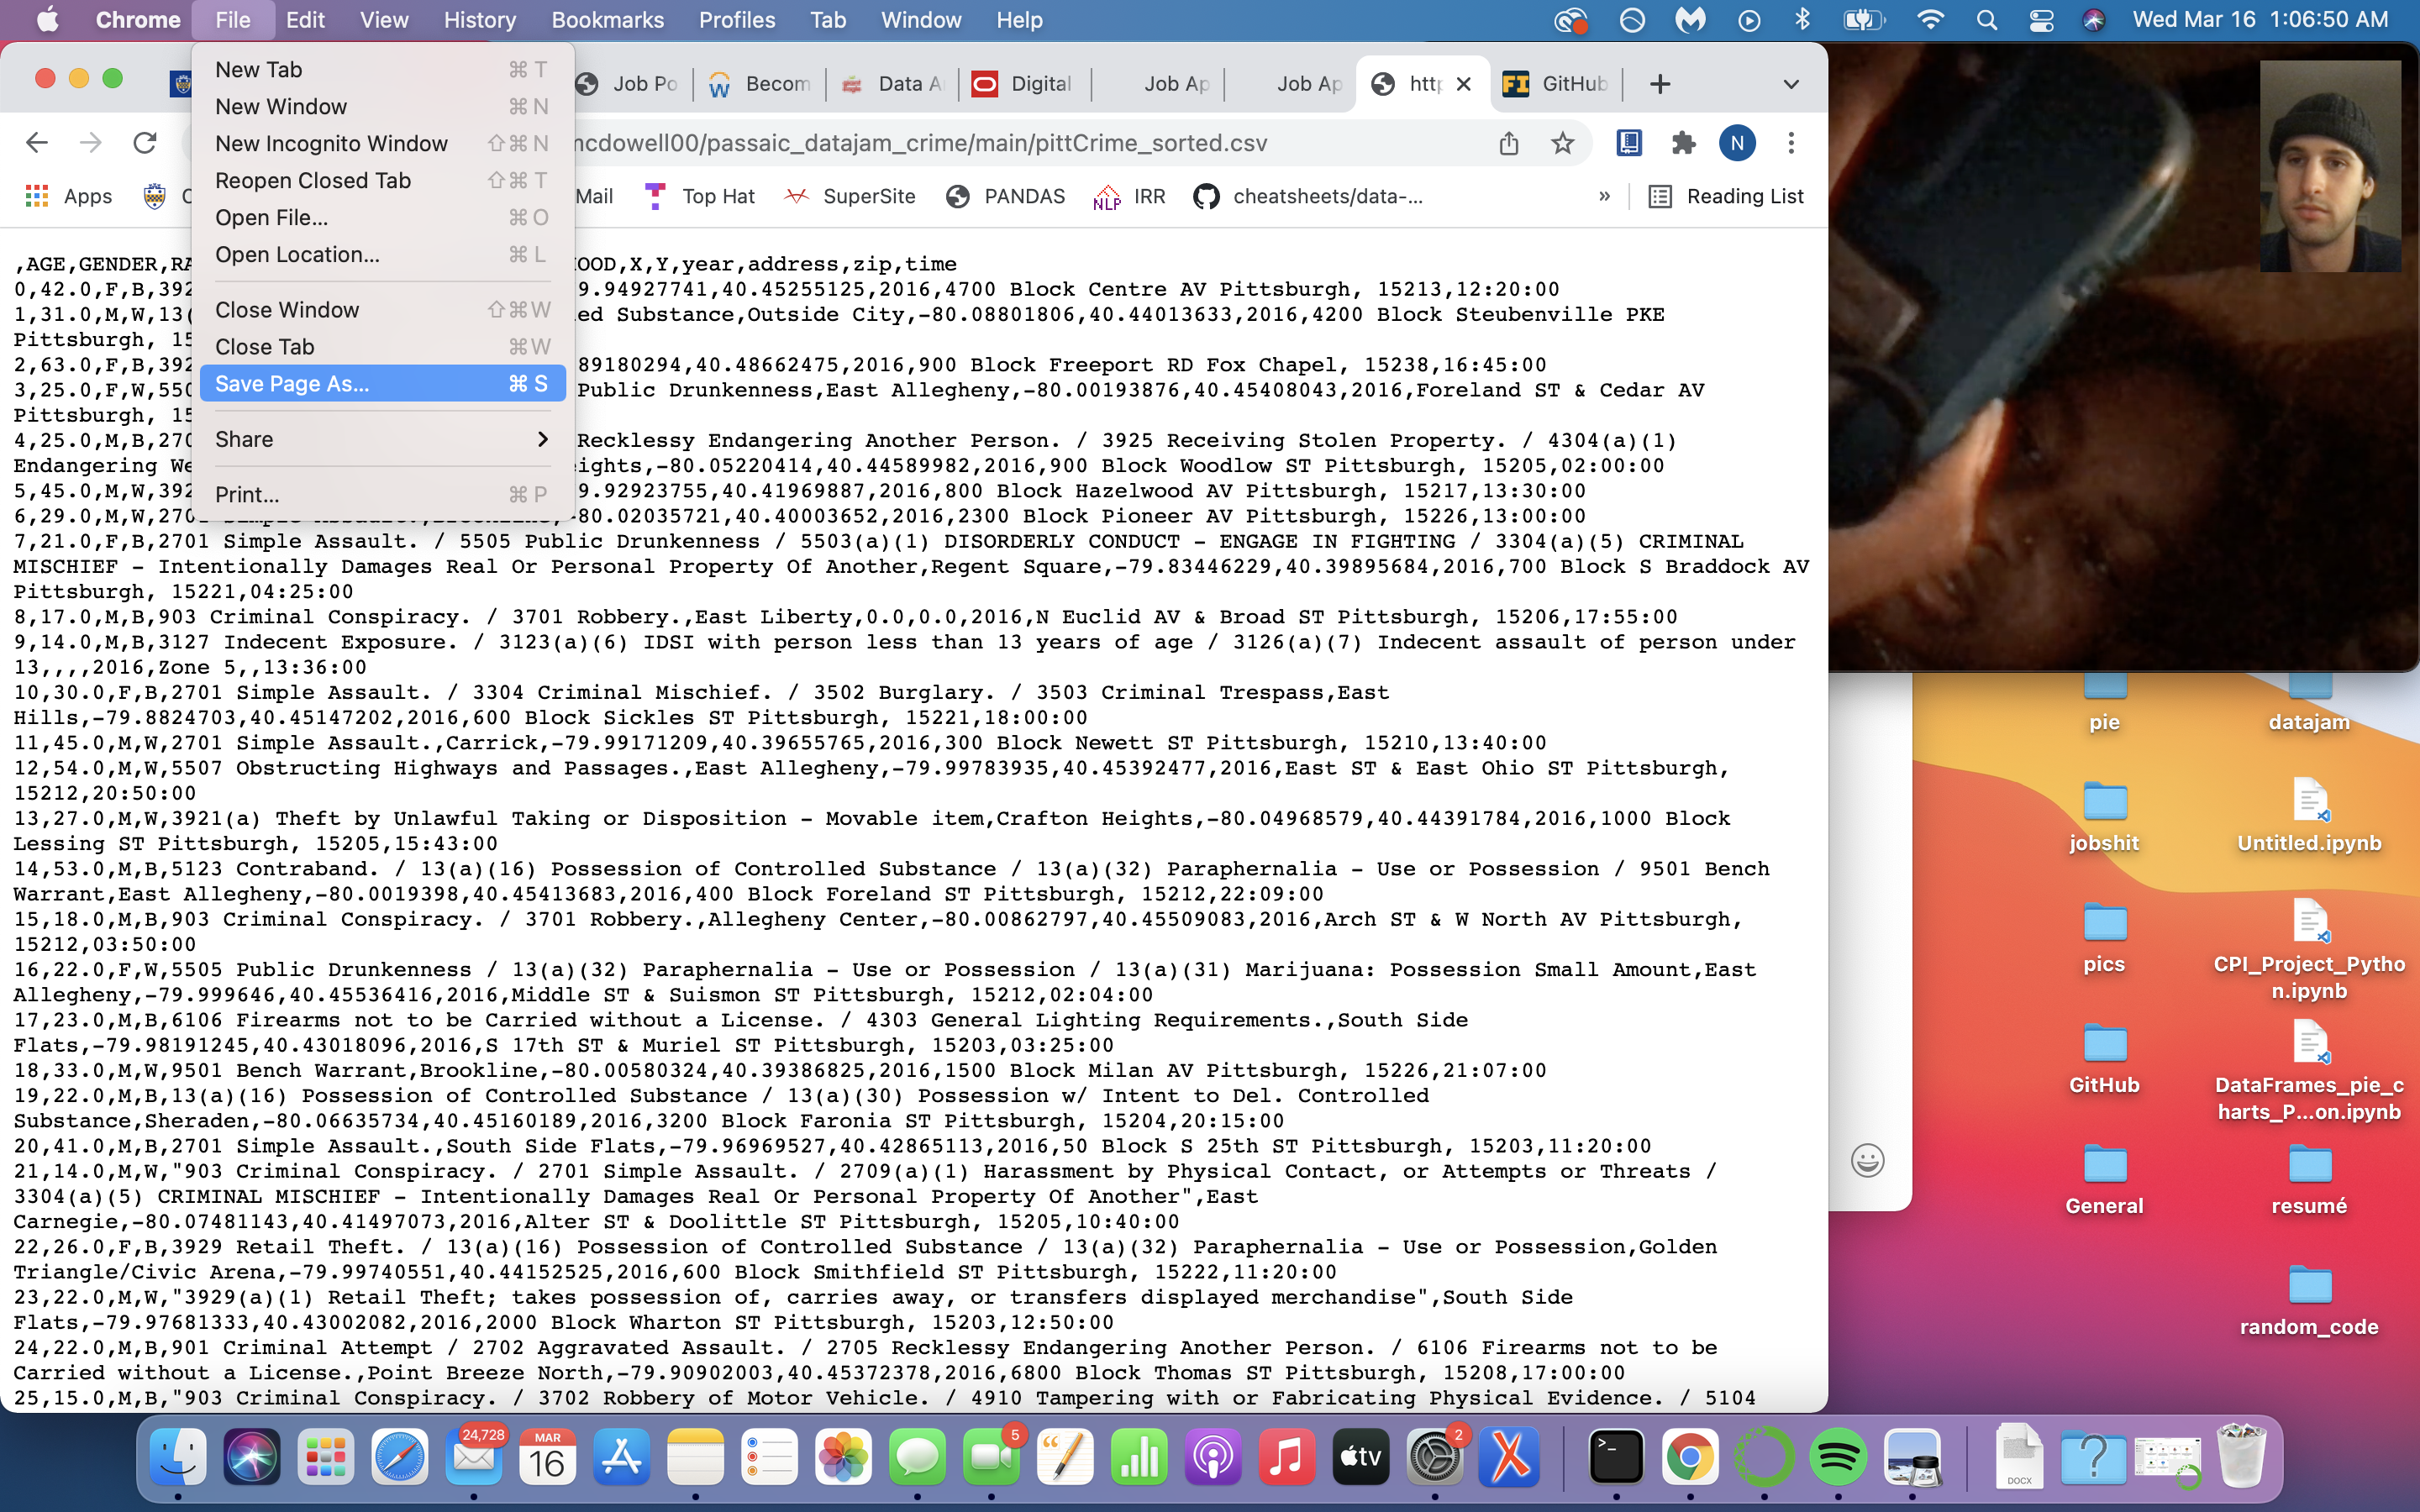 Chrome File Edit View History Bookmarks Profiles Tab Window Help Wed Mar 16 1:06:50 AM
Job Po Becom Data A Digital Job Ap Job Ap http GitHub
mcdowell00/passaic_datajam_crime/main/pittCrime_sorted.csv N
Apps Mail Top Hat SuperSite PANDAS NLP IRR cheatsheets/data-... » Reading List
New Tab ⌘ T
New Window ⌘ N
New Incognito Window ⇧ ⌘ N
Reopen Closed Tab ⇧ ⌘ T
Open File... ⌘ O
Open Location... ⌘ L
Close Window ⇧ ⌘ W
Close Tab ⌘ W
Save Page As... ⌘ S
Share
Print... ⌘ P
,AGE,GENDER,RA OOD,X,Y,year,address,zip,time
0,42.0,F,B,392 9.94927741,40.45255125,2016,4700 Block Centre AV Pittsburgh, 15213,12:20:00
1,31.0,M,W,13( ed Substance,Outside City,-80.08801806,40.44013633,2016,4200 Block Steubenville PKE
Pittsburgh, 15
2,63.0,F,B,392 89180294,40.48662475,2016,900 Block Freeport RD Fox Chapel, 15238,16:45:00
3,25.0,F,W,550 Public Drunkenness,East Allegheny,-80.00193876,40.45408043,2016,Foreland ST & Cedar AV
Pittsburgh, 15
4,25.0,M,B,270 Recklessy Endangering Another Person. / 3925 Receiving Stolen Property. / 4304(a)(1)
Endangering We ights,-80.05220414,40.44589982,2016,900 Block Woodlow ST Pittsburgh, 15205,02:00:00
5,45.0,M,W,392 9.92923755,40.41969887,2016,800 Block Hazelwood AV Pittsburgh, 15217,13:30:00
6,29.0,M,W,2701 80.02035721,40.40003652,2016,2300 Block Pioneer AV Pittsburgh, 15226,13:00:00
7,21.0,F,B,2701 Simple Assault. / 5505 Public Drunkenness / 5503(a)(1) DISORDERLY CONDUCT - ENGAGE IN FIGHTING / 3304(a)(5) CRIMINAL
MISCHIEF - Intentionally Damages Real Or Personal Property Of Another,Regent Square,-79.83446229,40.39895684,2016,700 Block S Braddock AV
Pittsburgh, 15221,04:25:00
8,17.0,M,B,903 Criminal Conspiracy. / 3701 Robbery.,East Liberty,0.0,0.0,2016,N Euclid AV & Broad ST Pittsburgh, 15206,17:55:00
9,14.0,M,B,3127 Indecent Exposure. / 3123(a)(6) IDSI with person less than 13 years of age / 3126(a)(7) Indecent assault of person under
13,,,,2016,Zone 5,,13:36:00
10,30.0,F,B,2701 Simple Assault. / 3304 Criminal Mischief. / 3502 Burglary. / 3503 Criminal Trespass,East
Hills,-79.8824703,40.45147202,2016,600 Block Sickles ST Pittsburgh, 15221,18:00:00
11,45.0,M,W,2701 Simple Assault.,Carrick,-79.99171209,40.39655765,2016,300 Block Newett ST Pittsburgh, 15210,13:40:00
12,54.0,M,W,5507 Obstructing Highways and Passages.,East Allegheny,-79.99783935,40.45392477,2016,East ST & East Ohio ST Pittsburgh,
15212,20:50:00
13,27.0,M,W,3921(a) Theft by Unlawful Taking or Disposition - Movable item,Crafton Heights,-80.04968579,40.44391784,2016,1000 Block
Lessing ST Pittsburgh, 15205,15:43:00
14,53.0,M,B,5123 Contraband. / 13(a)(16) Possession of Controlled Substance / 13(a)(32) Paraphernalia - Use or Possession / 9501 Bench
Warrant,East Allegheny,-80.0019398,40.45413683,2016,400 Block Foreland ST Pittsburgh, 15212,22:09:00
15,18.0,M,B,903 Criminal Conspiracy. / 3701 Robbery.,Allegheny Center,-80.00862797,40.45509083,2016,Arch ST & W North AV Pittsburgh,
15212,03:50:00
16,22.0,F,W,5505 Public Drunkenness / 13(a)(32) Paraphernalia - Use or Possession / 13(a)(31) Marijuana: Possession Small Amount,East
Allegheny,-79.999646,40.45536416,2016,Middle ST & Suismon ST Pittsburgh, 15212,02:04:00
17,23.0,M,B,6106 Firearms not to be Carried without a License. / 4303 General Lighting Requirements.,South Side
Flats,-79.98191245,40.43018096,2016,S 17th ST & Muriel ST Pittsburgh, 15203,03:25:00
18,33.0,M,W,9501 Bench Warrant,Brookline,-80.00580324,40.39386825,2016,1500 Block Milan AV Pittsburgh, 15226,21:07:00
19,22.0,M,B,13(a)(16) Possession of Controlled Substance / 13(a)(30) Possession w/ Intent to Del. Controlled
Substance,Sheraden,-80.06635734,40.45160189,2016,3200 Block Faronia ST Pittsburgh, 15204,20:15:00
20,41.0,M,B,2701 Simple Assault.,South Side Flats,-79.96969527,40.42865113,2016,50 Block S 25th ST Pittsburgh, 15203,11:20:00
21,14.0,M,W,"903 Criminal Conspiracy. / 2701 Simple Assault. / 2709(a)(1) Harassment by Physical Contact, or Attempts or Threats /
3304(a)(5) CRIMINAL MISCHIEF - Intentionally Damages Real Or Personal Property Of Another",East
Carnegie,-80.07481143,40.41497073,2016,Alter ST & Doolittle ST Pittsburgh, 15205,10:40:00
22,26.0,F,B,3929 Retail Theft. / 13(a)(16) Possession of Controlled Substance / 13(a)(32) Paraphernalia - Use or Possession,Golden
Triangle/Civic Arena,-79.99740551,40.44152525,2016,600 Block Smithfield ST Pittsburgh, 15222,11:20:00
23,22.0,M,W,"3929(a)(1) Retail Theft; takes possession of, carries away, or transfers displayed merchandise",South Side
Flats,-79.97681333,40.43002082,2016,2000 Block Wharton ST Pittsburgh, 15203,12:50:00
24,22.0,M,B,901 Criminal Attempt / 2702 Aggravated Assault. / 2705 Recklessy Endangering Another Person. / 6106 Firearms not to be
Carried without a License.,Point Breeze North,-79.90902003,40.45372378,2016,6800 Block Thomas ST Pittsburgh, 15208,17:00:00
25,15.0,M,B,"903 Criminal Conspiracy. / 3702 Robbery of Motor Vehicle. / 4910 Tampering with or Fabricating Physical Evidence. / 5104
pie datajam
jobshit Untitled.ipynb
pics CPI_Project_Pytho
n.ipynb
GitHub DataFrames_pie_c
harts_P...on.ipynb
General resumé
random_code
24,728 MAR 16 5 tv 2 DOCX